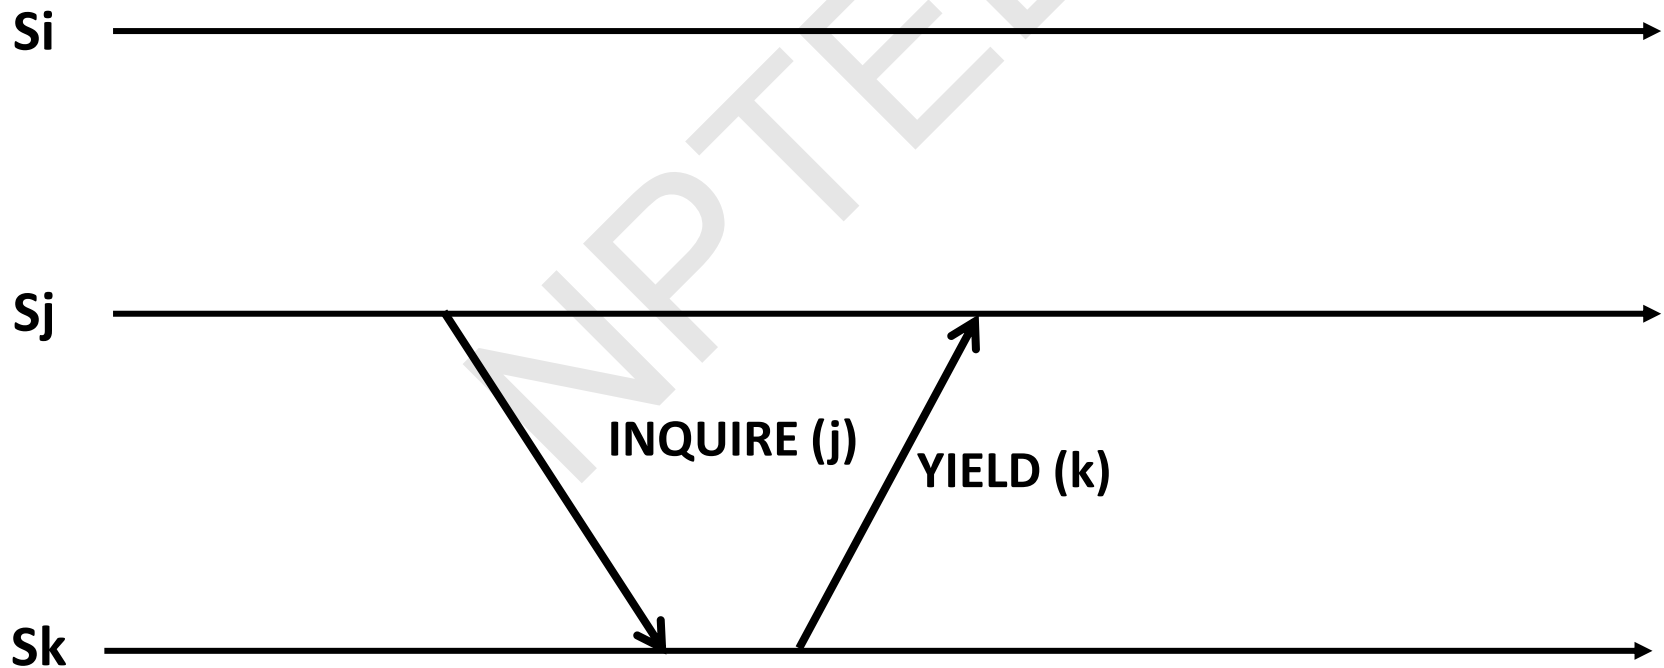 Si
NPTEL
Sj
INQUIRE (j)
YIELD (k)
Sk